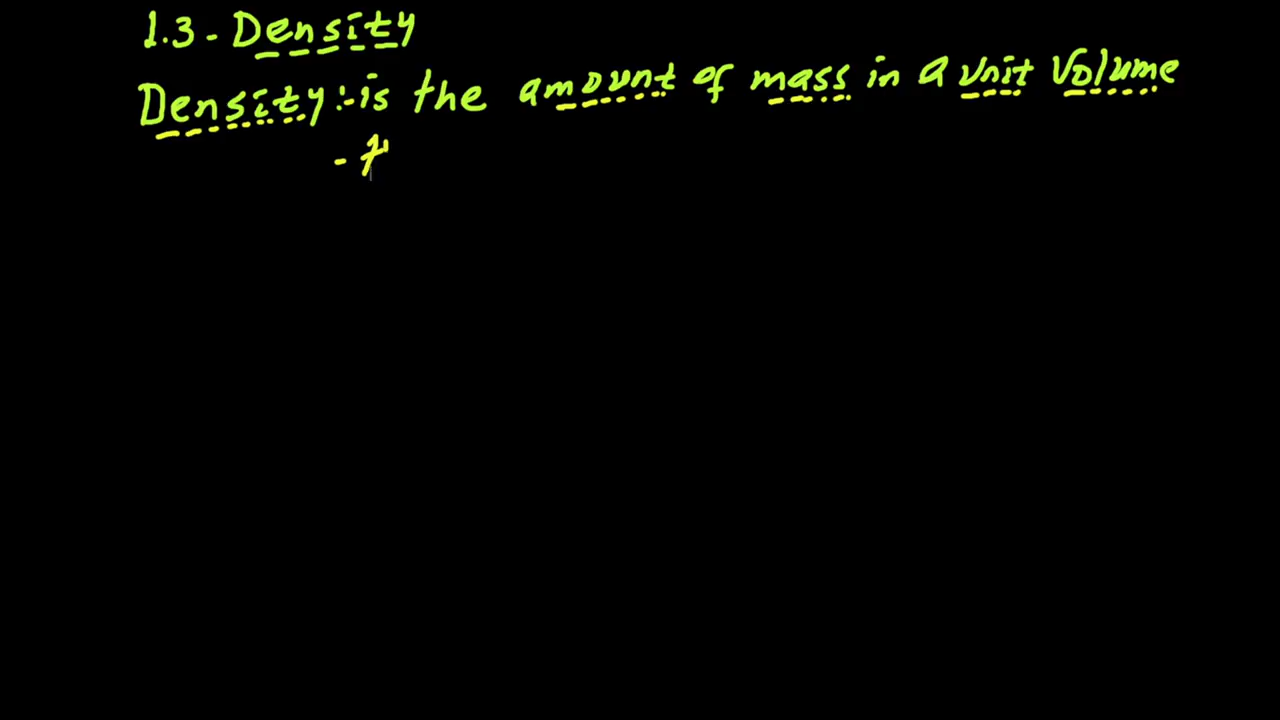 1.3 - Density
Density :- is the amount of mass in a unit Volume
-